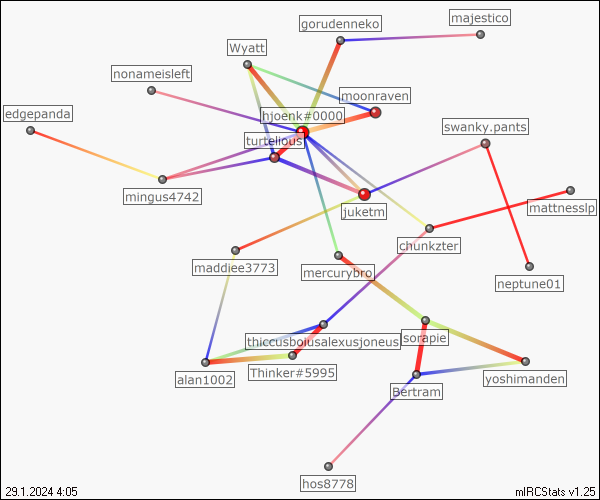 majestico
gorudenneko
Wyatt
nonameisleft
moonraven
edgepanda
hjoenk#0000
swanky.pants
turtelious
mingus4742
juketm
mattnesslp
chunkzter
maddiee3773
mercurybro
neptune01
thiccusbolusalexusjoneus
sorapie
alan1002
Thinker#5995
yoshimanden
Bertram
hos8778
29.1.2024 4:05
mIRCStats v1.25